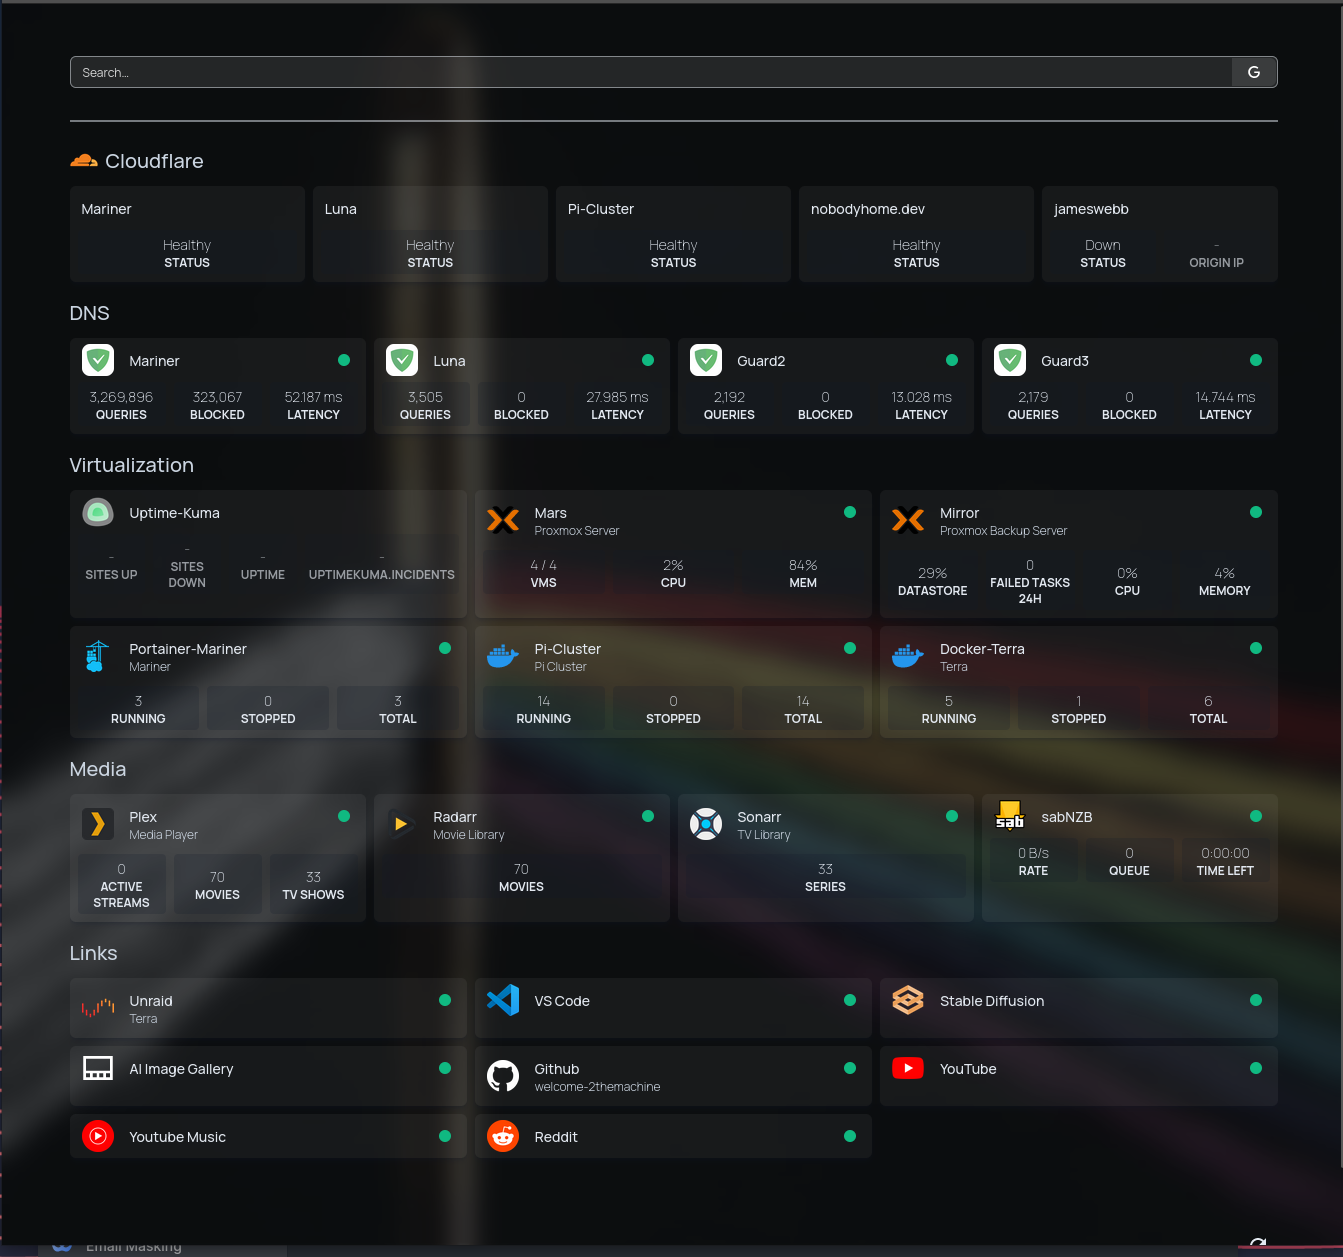 Search...
G
Cloudflare
Mariner
Healthy
STATUS
Luna
Healthy
STATUS
Pi-Cluster
Healthy
STATUS
nobodyhome.dev
Healthy
STATUS
jameswebb
Down
STATUS
-
ORIGIN IP
DNS
Mariner
3,269,896
QUERIES
323,067
BLOCKED
52.187 ms
LATENCY
Luna
3,505
QUERIES
0
BLOCKED
27.985 ms
LATENCY
Guard2
2,192
QUERIES
0
BLOCKED
13.028 ms
LATENCY
Guard3
2,179
QUERIES
0
BLOCKED
14.744 ms
LATENCY
Virtualization
Uptime-Kuma
-
SITES UP
-
SITES
DOWN
-
UPTIME
-
UPTIMEKUMA.INCIDENTS
Mars
Proxmox Server
4 / 4
VMS
2%
CPU
84%
MEM
Mirror
Proxmox Backup Server
29%
DATASTORE
0
FAILED TASKS
24H
0%
CPU
4%
MEMORY
Portainer-Mariner
Mariner
3
RUNNING
0
STOPPED
3
TOTAL
Pi-Cluster
Pi Cluster
14
RUNNING
0
STOPPED
14
TOTAL
Docker-Terra
Terra
5
RUNNING
1
STOPPED
6
TOTAL
Media
Plex
Media Player
0
ACTIVE
STREAMS
70
MOVIES
33
TV SHOWS
Radarr
Movie Library
70
MOVIES
Sonarr
TV Library
33
SERIES
sab
sabNZB
0 B/s
RATE
0
QUEUE
0:00:00
TIME LEFT
Links
Unraid
Terra
VS Code
Stable Diffusion
AI Image Gallery
Github
welcome-2themachine
YouTube
Youtube Music
Reddit
Email Masking